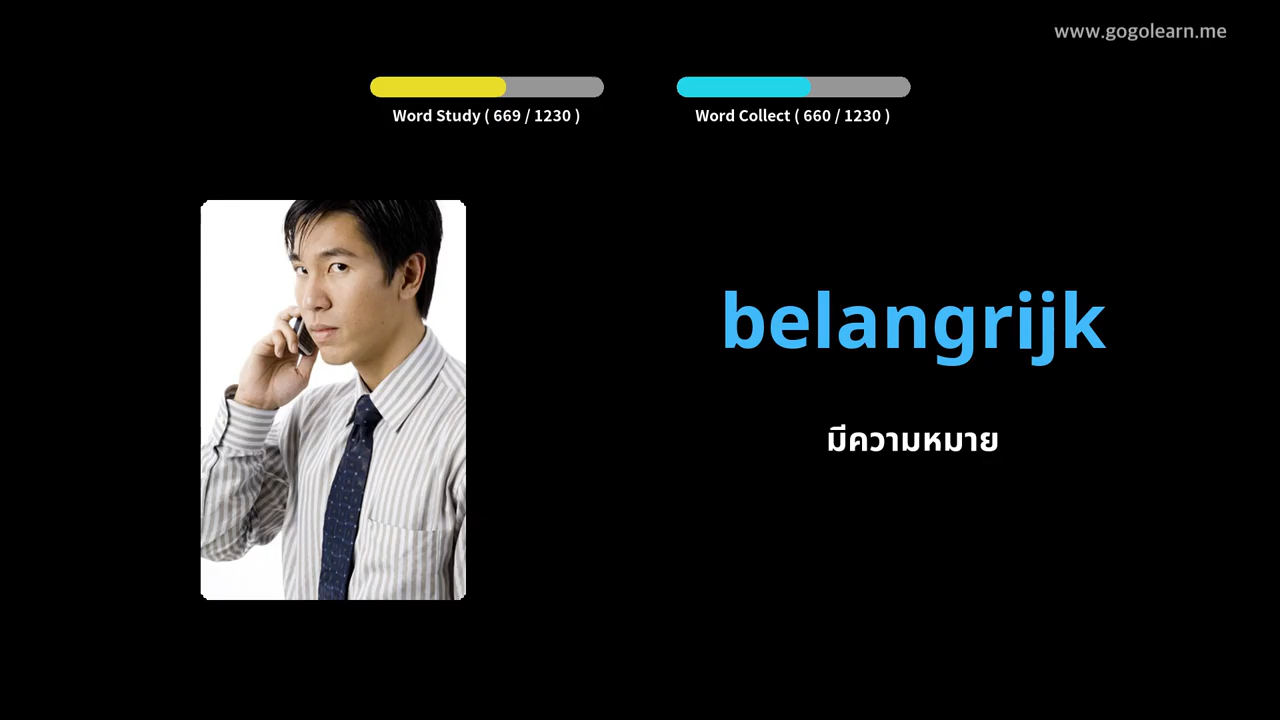 www.gogolearn.me
Word Study ( 669 / 1230 )
Word Collect ( 660 / 1230 )
belangrijk
มีความหมาย